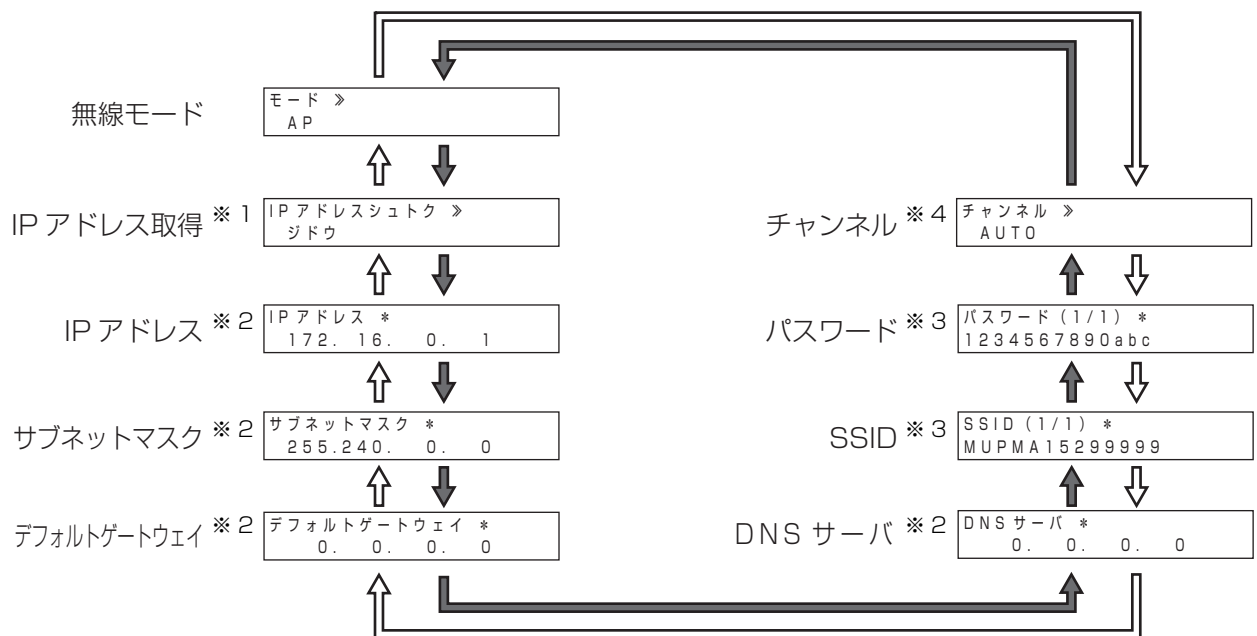 無線モード
モード 》
AP
IP アドレス取得 ※1
IPアドレスシュトク 》
ジドウ
IP アドレス ※2
IPアドレス *
172. 16. 0. 1
サブネットマスク ※2
サブネットマスク *
255.240. 0. 0
デフォルトゲートウェイ ※2
デフォルトゲートウェイ *
0. 0. 0. 0
チャンネル ※4
チャンネル 》
AUTO
パスワード ※3
パスワード(1/1) *
1234567890abc
SSID ※3
SSID(1/1) *
MUPMA15299999
DNS サーバ ※2
DNSサーバ *
0. 0. 0. 0